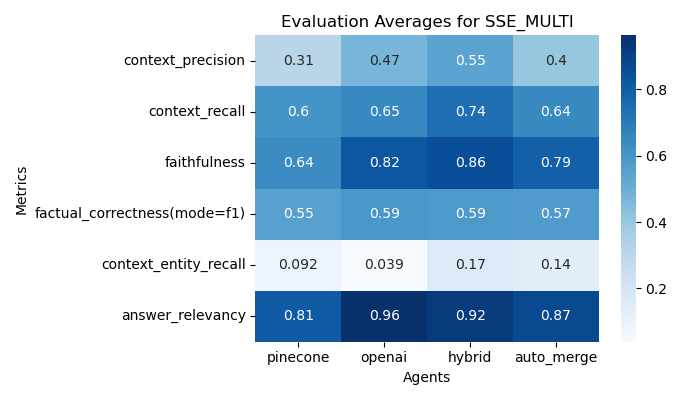 Evaluation Averages for SSE_MULTI
Metrics
context_precision 0.31 0.47 0.55 0.4
context_recall 0.6 0.65 0.74 0.64
faithfulness 0.64 0.82 0.86 0.79
factual_correctness(mode=f1) 0.55 0.59 0.59 0.57
context_entity_recall 0.092 0.039 0.17 0.14
answer_relevancy 0.81 0.96 0.92 0.87
pinecone openai hybrid auto_merge
Agents
0.8
0.6
0.4
0.2